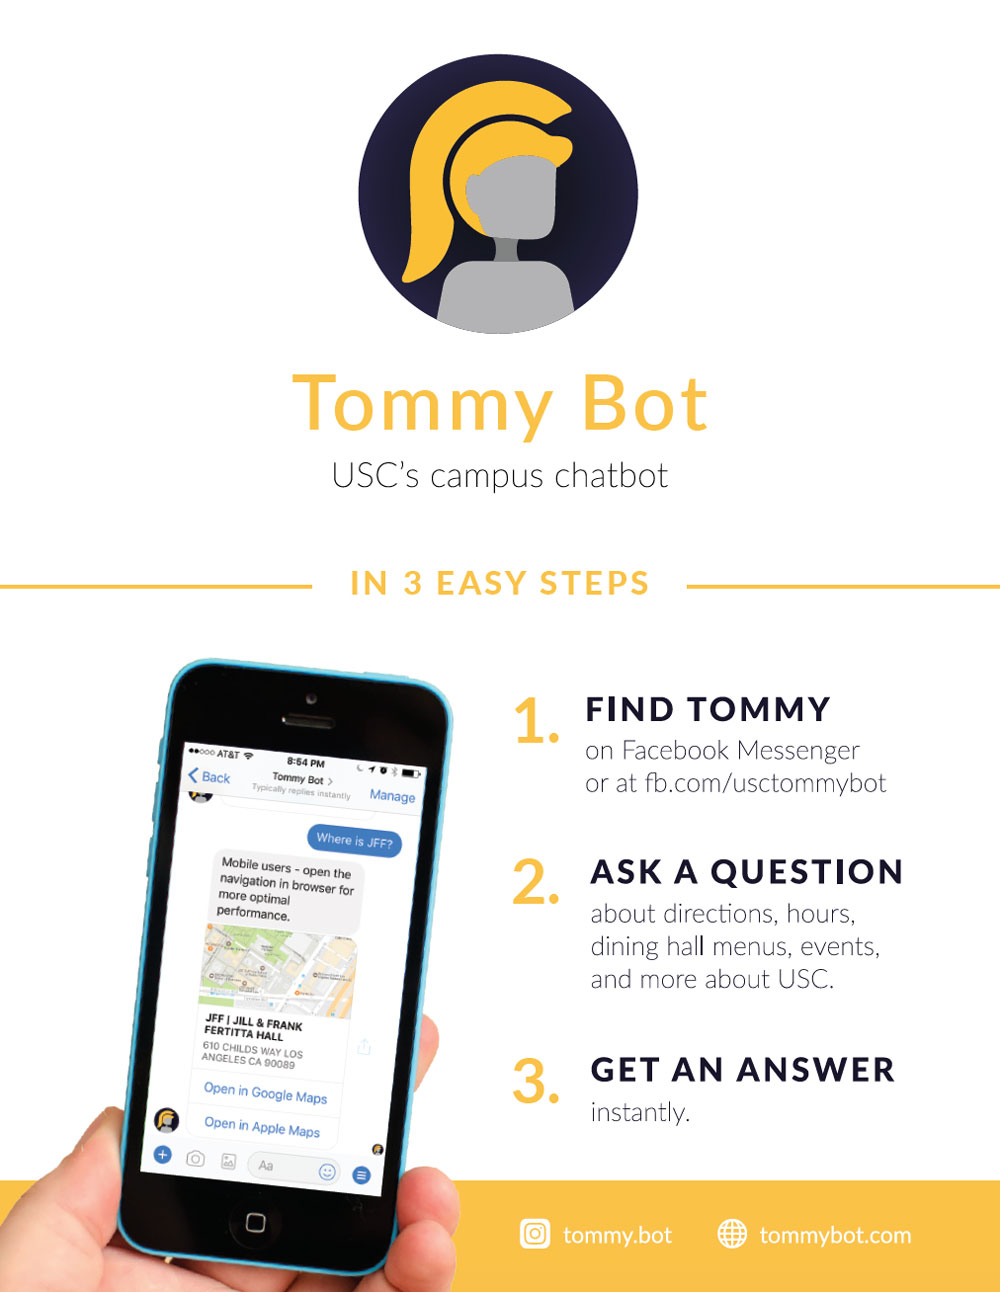 Tommy Bot
USC's campus chatbot
IN 3 EASY STEPS
AT&T
8:54 PM
Back
Tommy Bot
Typically replies instantly
Manage
Where is JFF?
Mobile users - open the
navigation in browser for
more optimal
performance.
JFF | JILL & FRANK
FERTITTA HALL
610 CHILDS WAY LOS
ANGELES CA 90089
Open in Google Maps
Open in Apple Maps
Aa
1. FIND TOMMY
on Facebook Messenger
or at fb.com/usctommybot
2. ASK A QUESTION
about directions, hours,
dining hall menus, events,
and more about USC.
3. GET AN ANSWER
instantly.
tommy.bot
tommybot.com